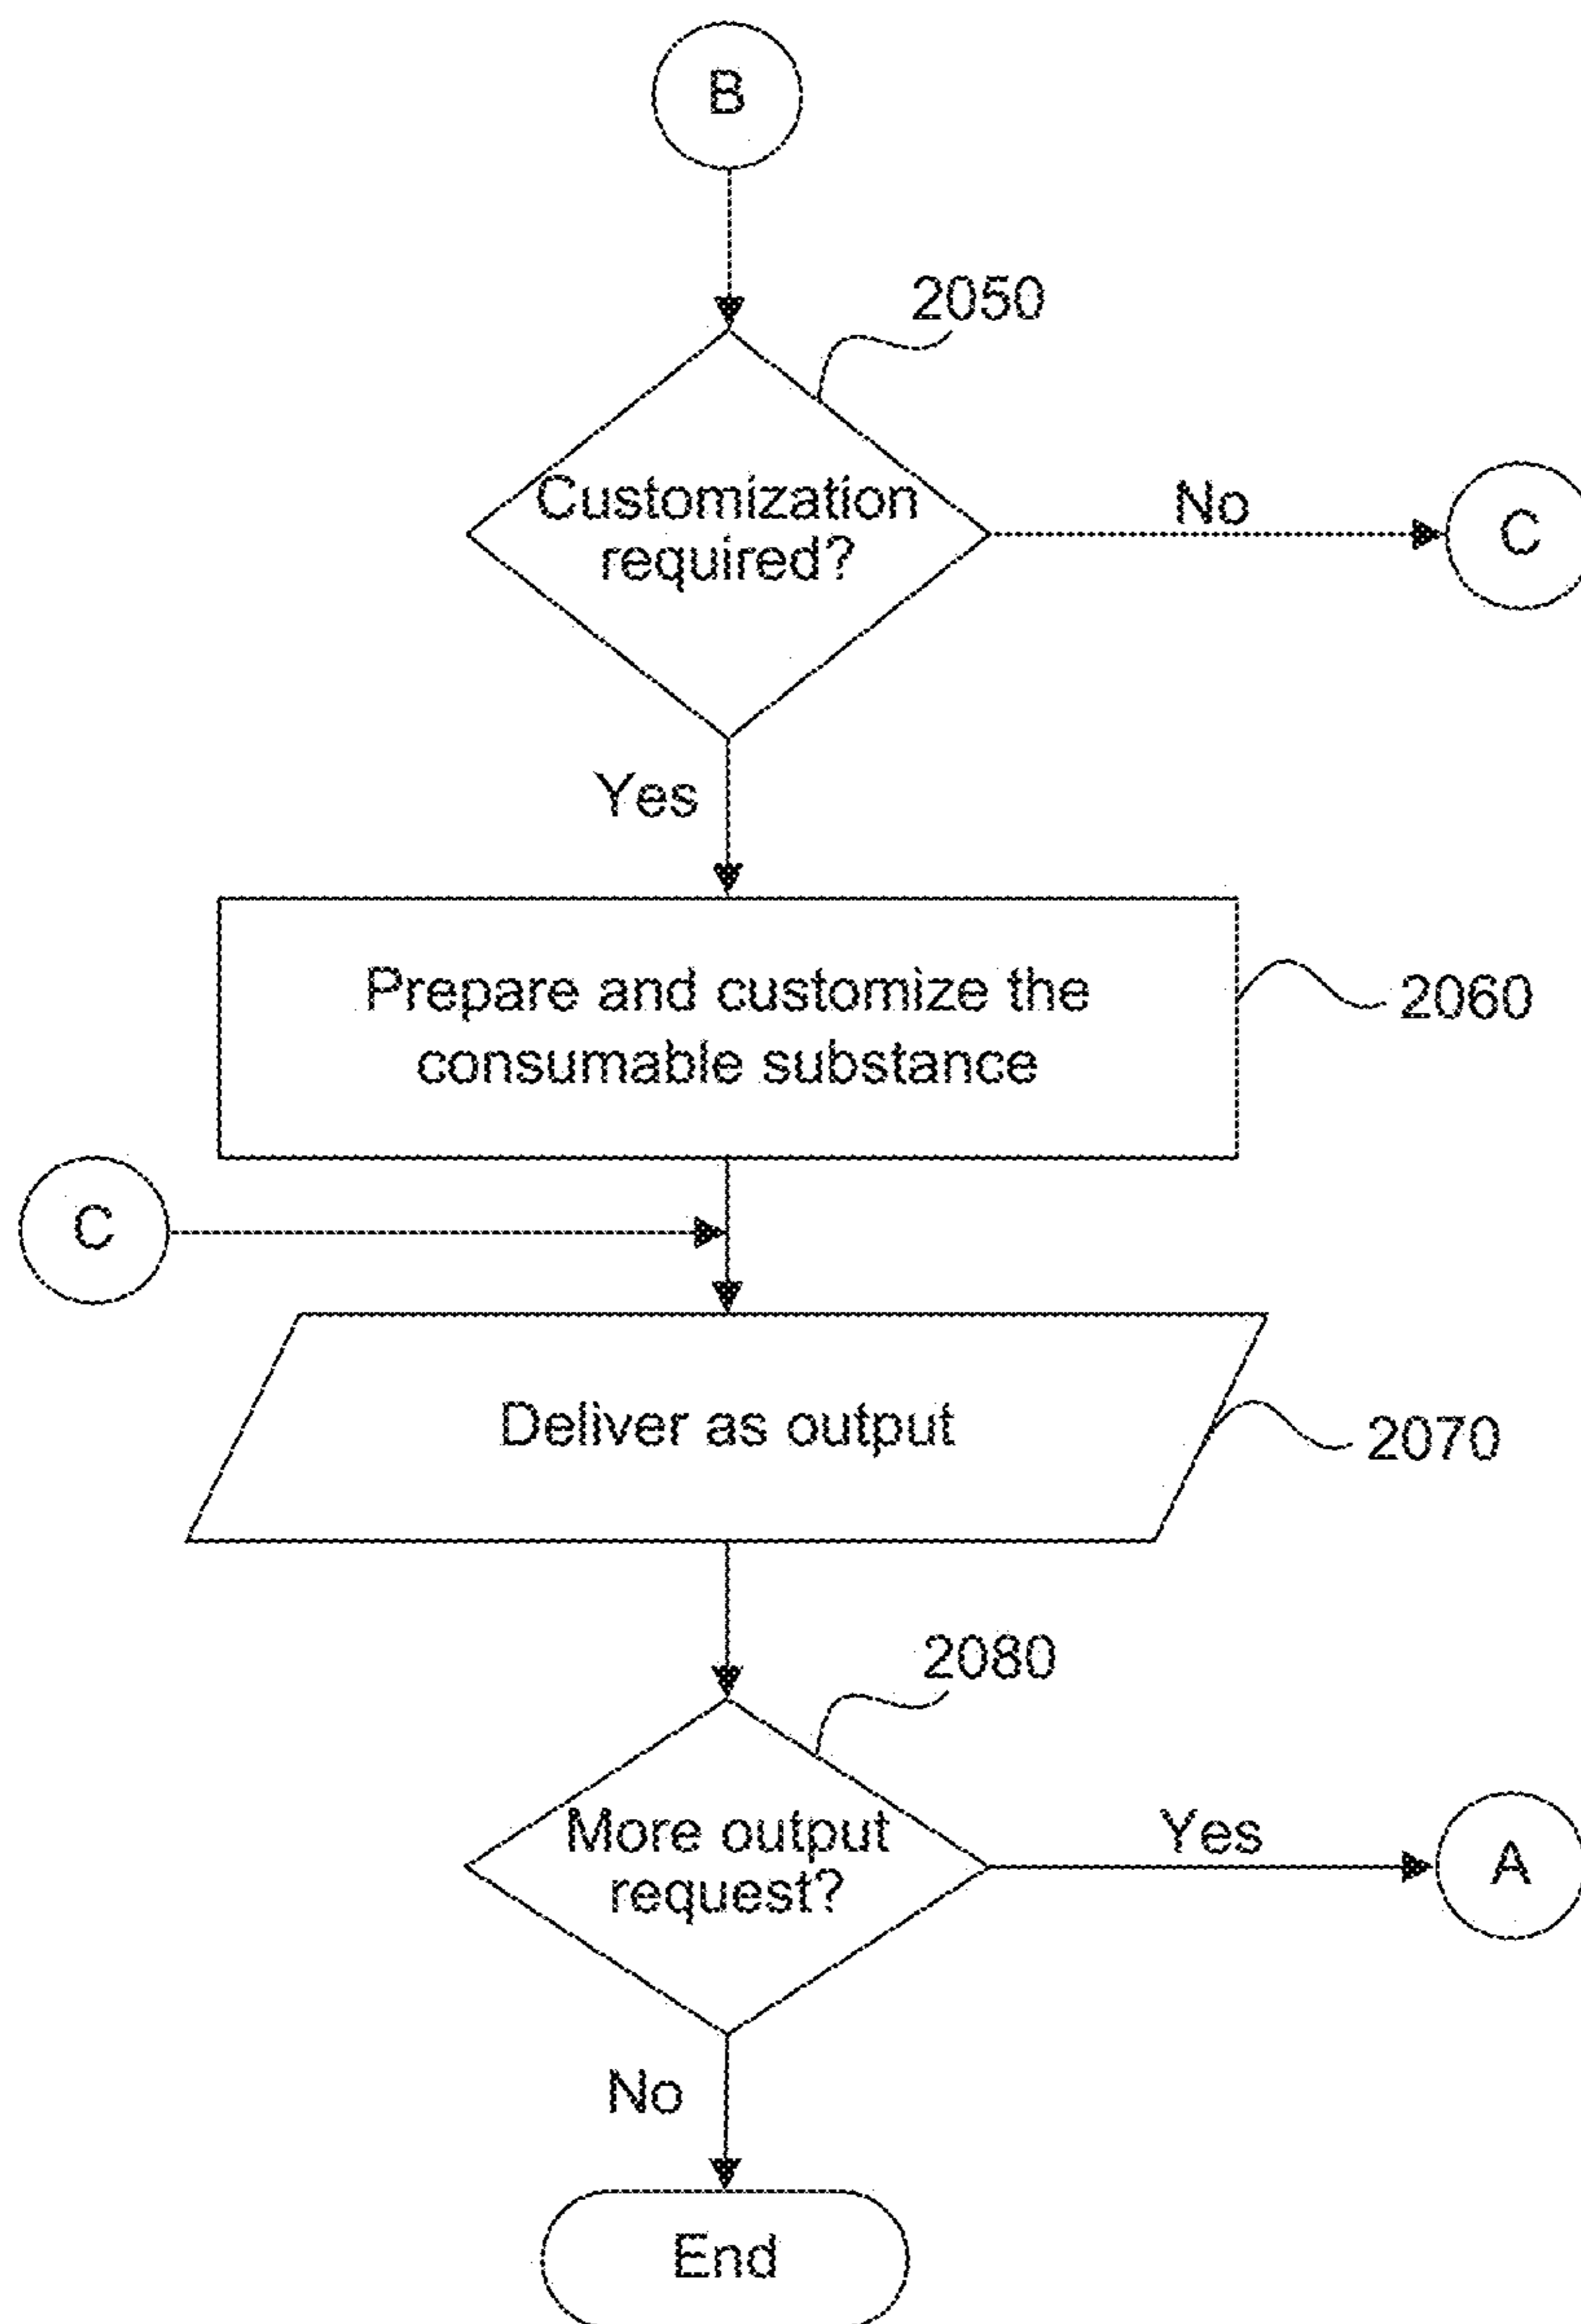 B
2050
Customization
required?
No
C
Yes
Prepare and customize the
consumable substance
2060
C
Deliver as output
2070
2080
More output
request?
Yes
A
No
End